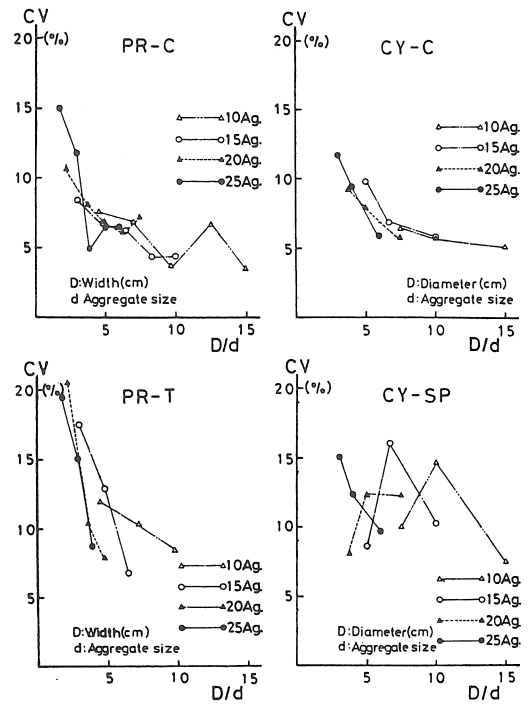 CV
(%)
20
PR-C
15
10Ag.
15Ag.
20Ag.
25Ag.
10
5
D:Width(cm)
d:Aggregate size
5
10
15
D/d
CV
(%)
20
CY-C
15
10Ag.
15Ag.
20Ag.
25Ag.
10
5
D:Diameter(cm)
d:Aggregate size
5
10
15
D/d
CV
(%)
20
PR-T
15
10
10Ag.
15Ag.
20Ag.
25Ag.
5
D:Width(cm)
d:Aggregate size
5
10
15
D/d
CV
(%)
20
CY-SP
15
10
10Ag.
15Ag.
20Ag.
25Ag.
5
D:Diameter(cm)
d:Aggregate size
5
10
15
D/d